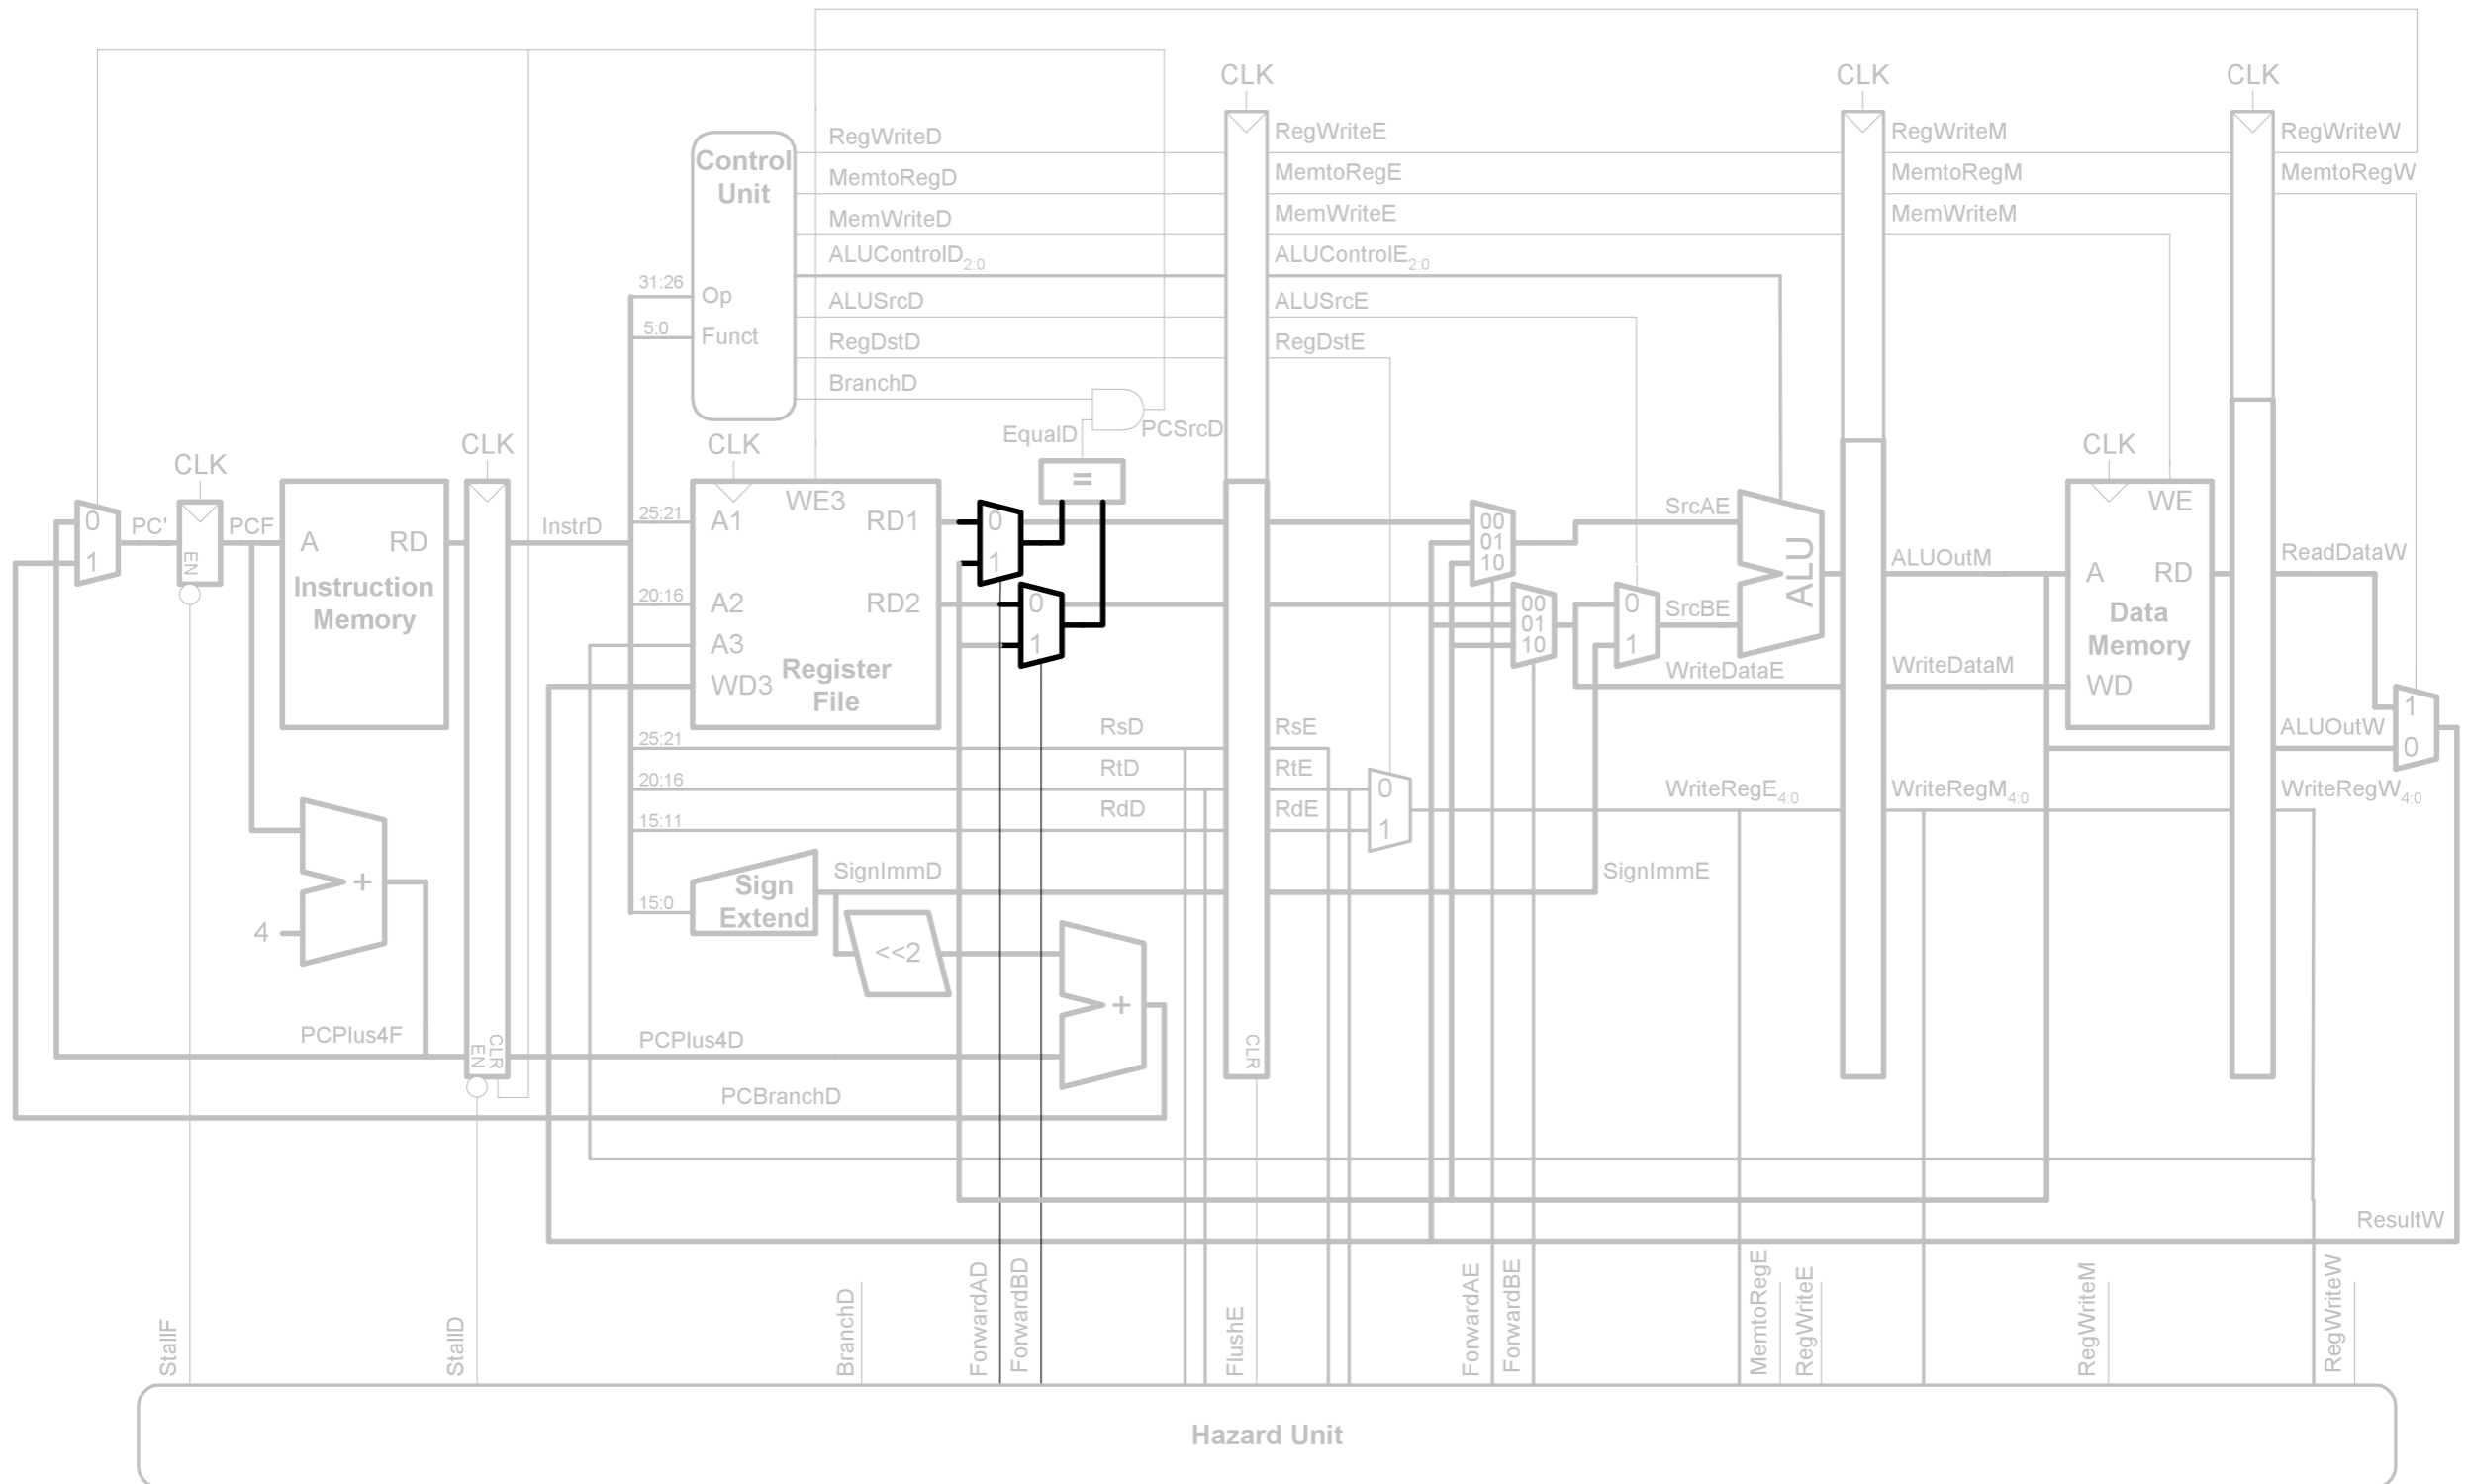 CLK
CLK
CLK
RegWriteD
RegWriteE
RegWriteM
RegWriteW
Control
Unit
MemtoRegD
MemtoRegE
MemtoRegM
MemtoRegW
MemWriteD
MemWriteE
MemWriteM
ALUControlD2:0
ALUControlE2:0
31:26
Op
ALUSrcD
ALUSrcE
5:0
Funct
RegDstD
RegDstE
BranchD
EqualD
PCSrcD
CLK
CLK
CLK
CLK
=
WE3
WE
0
1
PC'
EN
PCF
A
RD
Instruction
Memory
InstrD
25:21
A1
RD1
0
1
00
01
10
SrcAE
ALU
ALUOutM
A
RD
ReadDataW
20:16
A2
RD2
0
1
00
01
10
0
1
SrcBE
Data
Memory
A3
WD3
Register
File
WriteDataE
WriteDataM
WD
1
0
25:21
RsD
RsE
ALUOutW
20:16
RtD
RtE
0
1
WriteRegE4:0
WriteRegM4:0
WriteRegW4:0
15:11
RdD
RdE
+
4
15:0
Sign
Extend
SignImmD
SignImmE
<<2
+
PCPlus4F
EN
CLR
PCPlus4D
CLR
PCBranchD
ResultW
StallF
StallD
BranchD
ForwardAD
ForwardBD
FlushE
ForwardAE
ForwardBE
MemtoRegE
RegWriteE
RegWriteM
RegWriteW
Hazard Unit